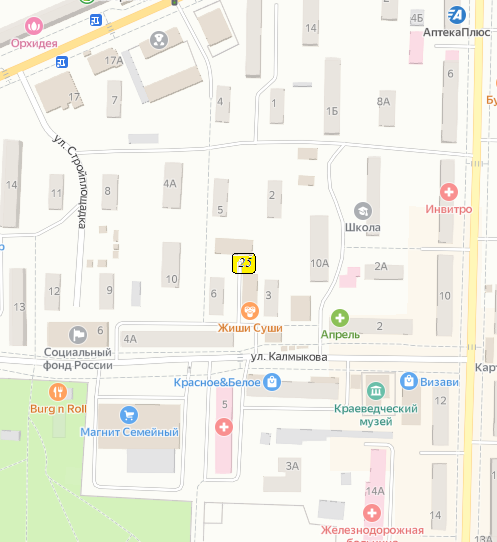 4Б
АптекаПлюс
Орхидея
17А
6
17
7
4
1
1Б
8А
Бу
ул. Стройплощадка
14
11
8
4А
5
2
Инвитро
Школа
р
25
10
10А
2А
13
12
9
6
3
10
Жиши Суши
6
4А
Апрель
2
Социальный
фонд России
ул. Калмыкова
Красное&Белое
Визави
Карт
Burg n Roll
Магнит Семейный
5
Краеведческий
музей
12
3А
14А
Железнодорожная
больница
13А